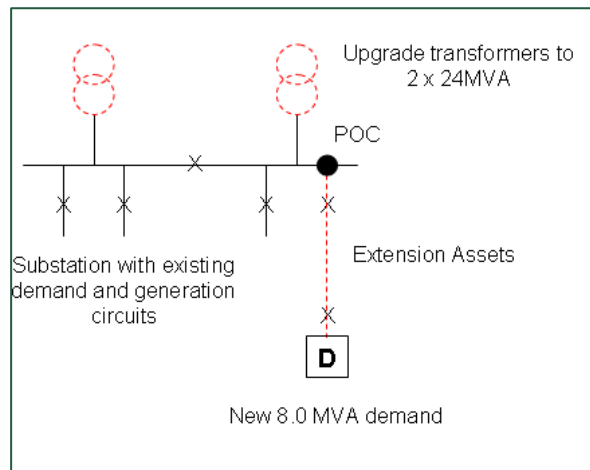 Upgrade transformers to
2 x 24MVA
POC
Substation with existing
demand and generation
circuits
Extension Assets
D
New 8.0 MVA demand